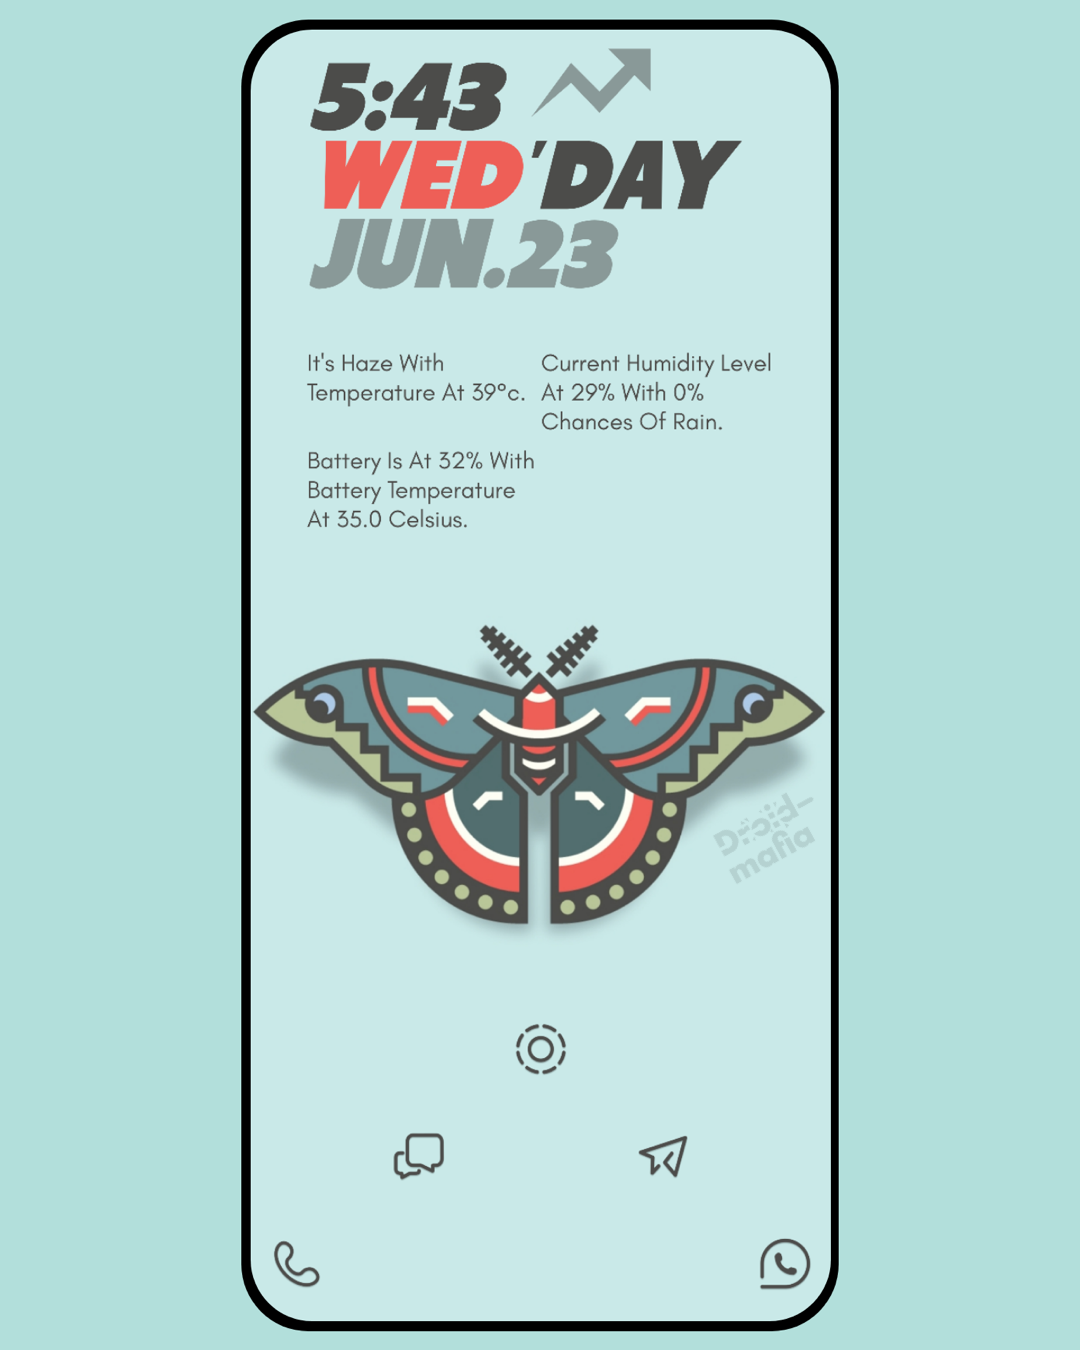 5:43
WED'DAY
JUN.23
It's Haze With
Temperature At 39°c.
Current Humidity Level
At 29% With 0%
Chances Of Rain.
Battery Is At 32% With
Battery Temperature
At 35.0 Celsius.
Droid-
mafia